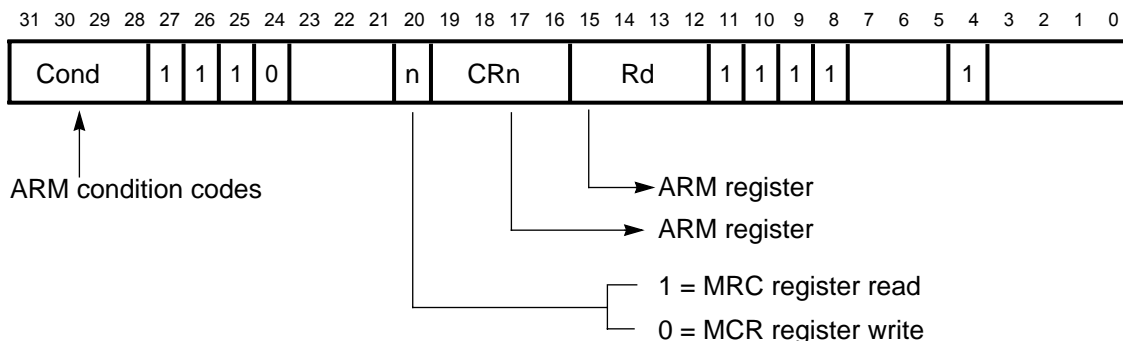 31 30 29 28 27 26 25 24 23 22 21 20 19 18 17 16 15 14 13 12 11 10 9 8 7 6 5 4 3 2 1 0
Cond 1 1 1 0 n CRn Rd 1 1 1 1 1
ARM condition codes
ARM register
ARM register
1 = MRC register read
0 = MCR register write